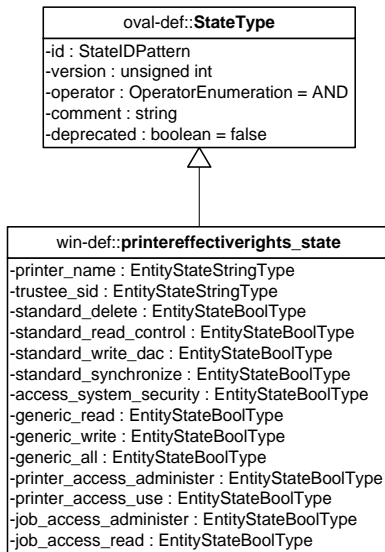 oval-def::StateType
-id : StateIDPattern
-version : unsigned int
-operator : OperatorEnumeration = AND
-comment : string
-deprecated : boolean = false
win-def::printereffectiverights_state
-printer_name : EntityStateStringType
-trustee_sid : EntityStateStringType
-standard_delete : EntityStateBoolType
-standard_read_control : EntityStateBoolType
-standard_write_dac : EntityStateBoolType
-standard_synchronize : EntityStateBoolType
-access_system_security : EntityStateBoolType
-generic_read : EntityStateBoolType
-generic_write : EntityStateBoolType
-generic_all : EntityStateBoolType
-printer_access_administer : EntityStateBoolType
-printer_access_use : EntityStateBoolType
-job_access_administer : EntityStateBoolType
-job_access_read : EntityStateBoolType